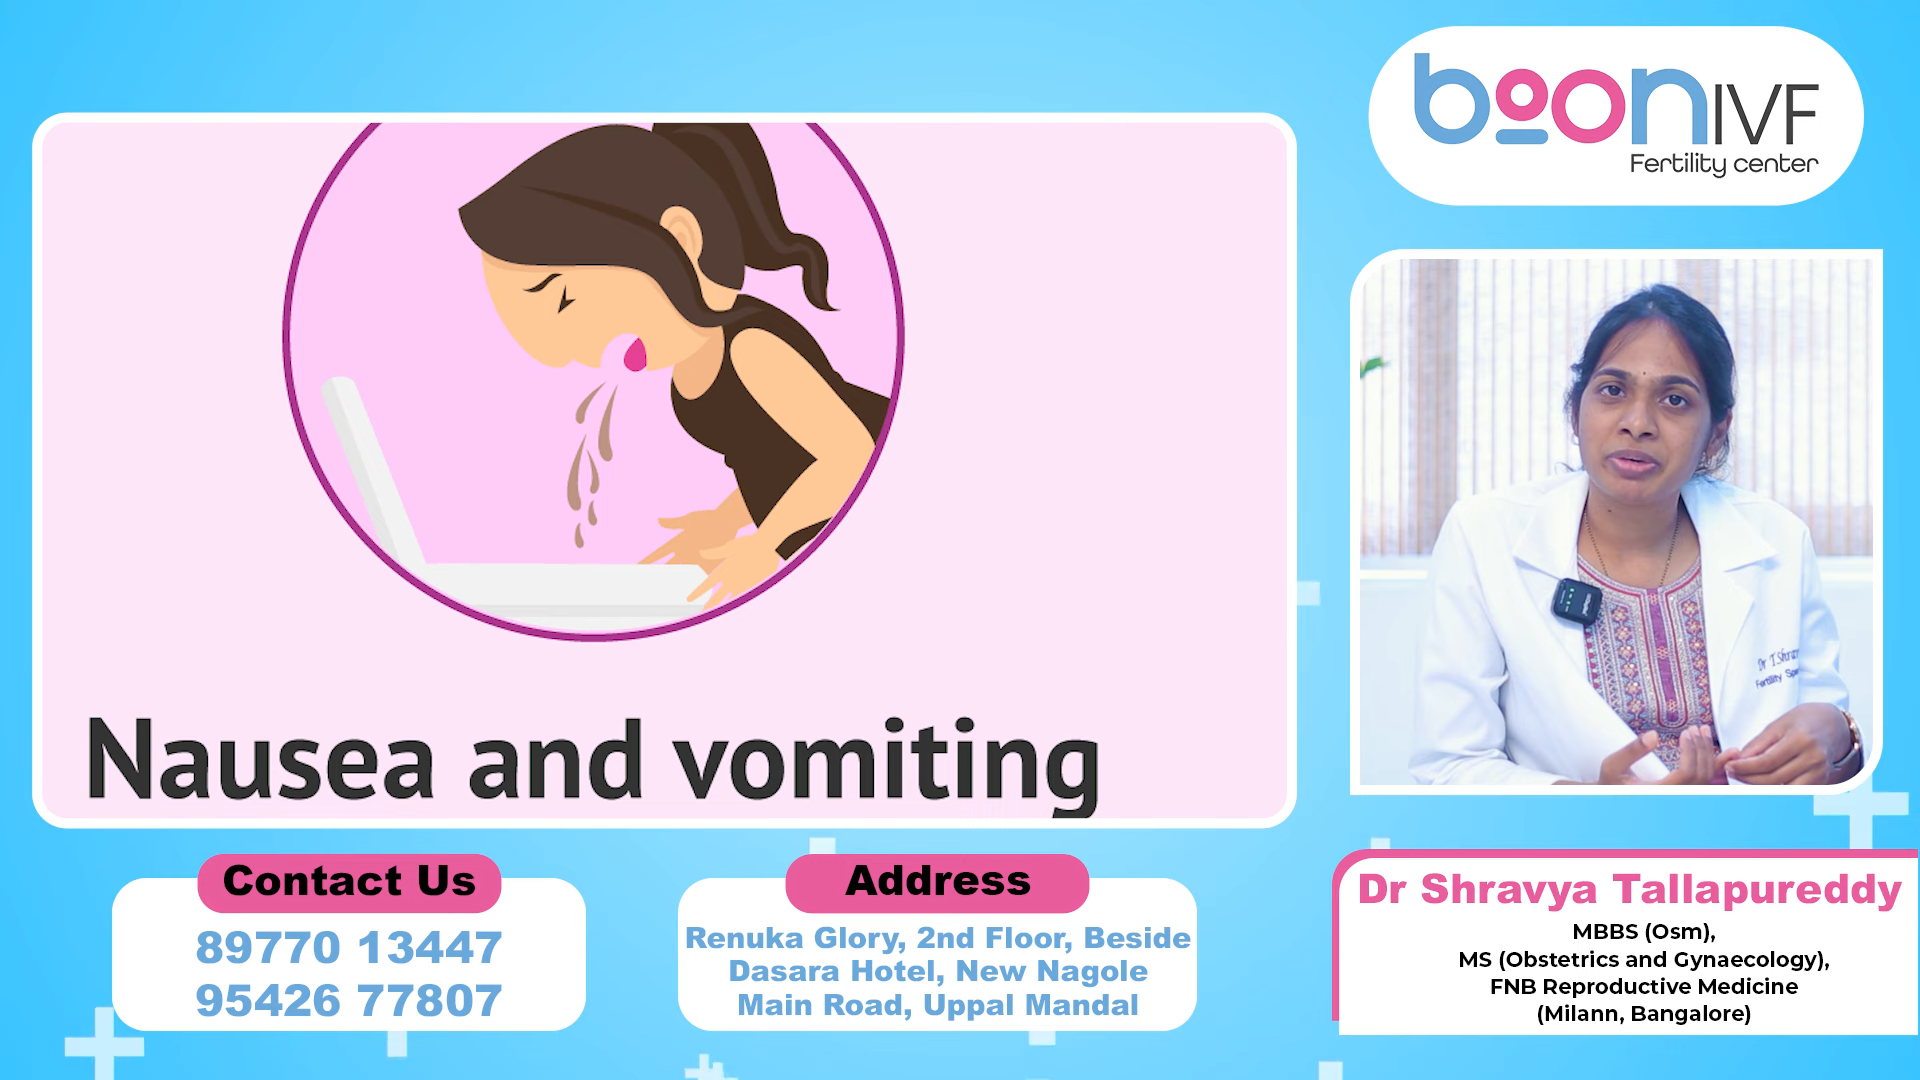 boon IVF
Fertility center
Nausea and vomiting
Contact Us
89770 13447
95426 77807
Address
Renuka Glory, 2nd Floor, Beside
Dasara Hotel, New Nagole
Main Road, Uppal Mandal
Dr Shravya Tallapureddy
MBBS (Osm),
MS (Obstetrics and Gynaecology),
FNB Reproductive Medicine
(Milann, Bangalore)
Dr T.
Fertility